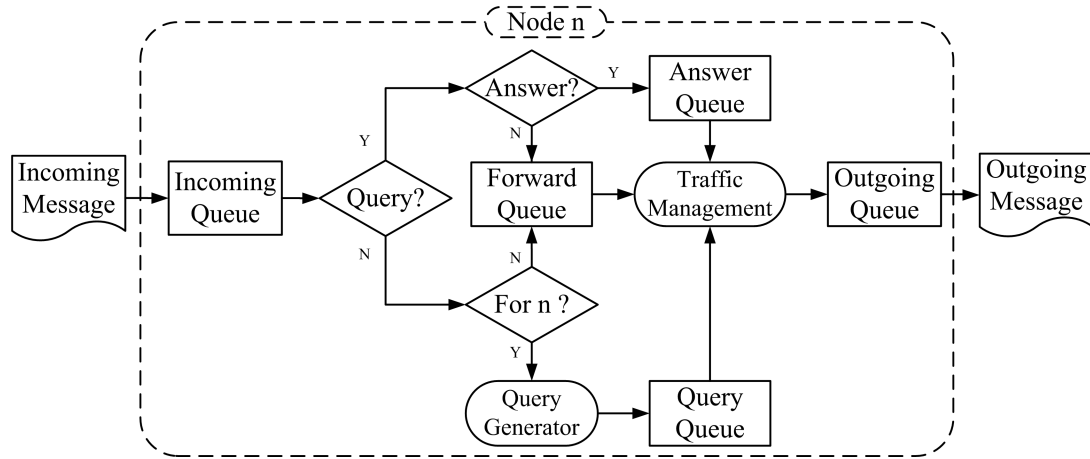 Node n
Answer?
Y
Answer
Queue
N
Y
Incoming
Message
Incoming
Queue
Query?
Forward
Queue
Traffic
Management
Outgoing
Queue
Outgoing
Message
N
N
For n ?
Y
Query
Generator
Query
Queue